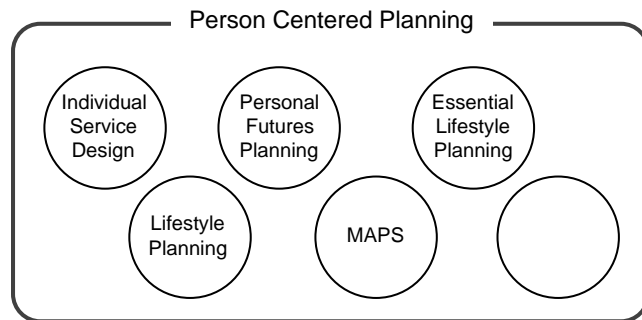 Person Centered Planning
Individual
Service
Design
Personal
Futures
Planning
Essential
Lifestyle
Planning
Lifestyle
Planning
MAPS